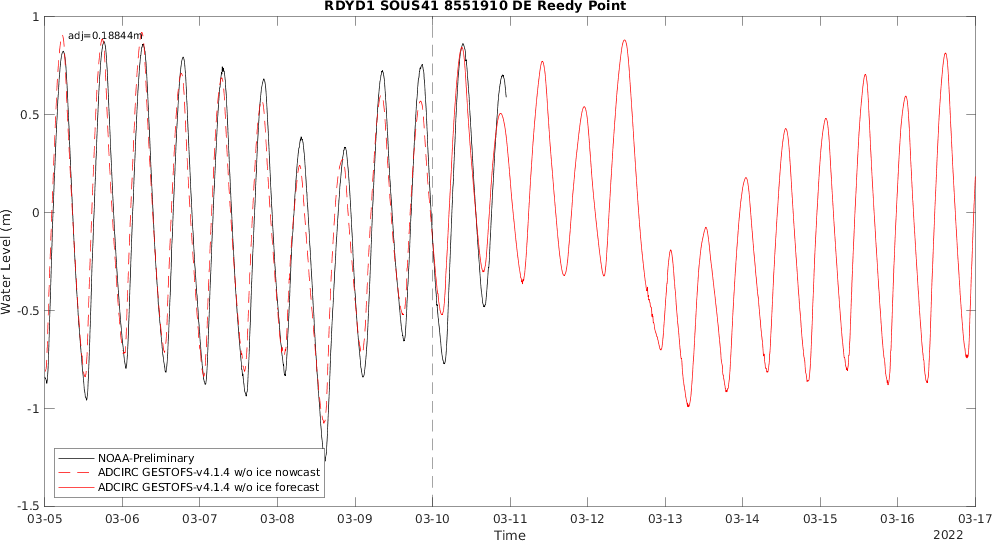 RDYD1 SOUS41 8551910 DE Reedy Point
adj=0.18844m
1
0.5
0
-0.5
-1
-1.5
Water Level (m)
NOAA-Preliminary
ADCIRC GESTOFS-v4.1.4 w/o ice nowcast
ADCIRC GESTOFS-v4.1.4 w/o ice forecast
03-05 03-06 03-07 03-08 03-09 03-10 03-11 03-12 03-13 03-14 03-15 03-16 03-17
Time
2022